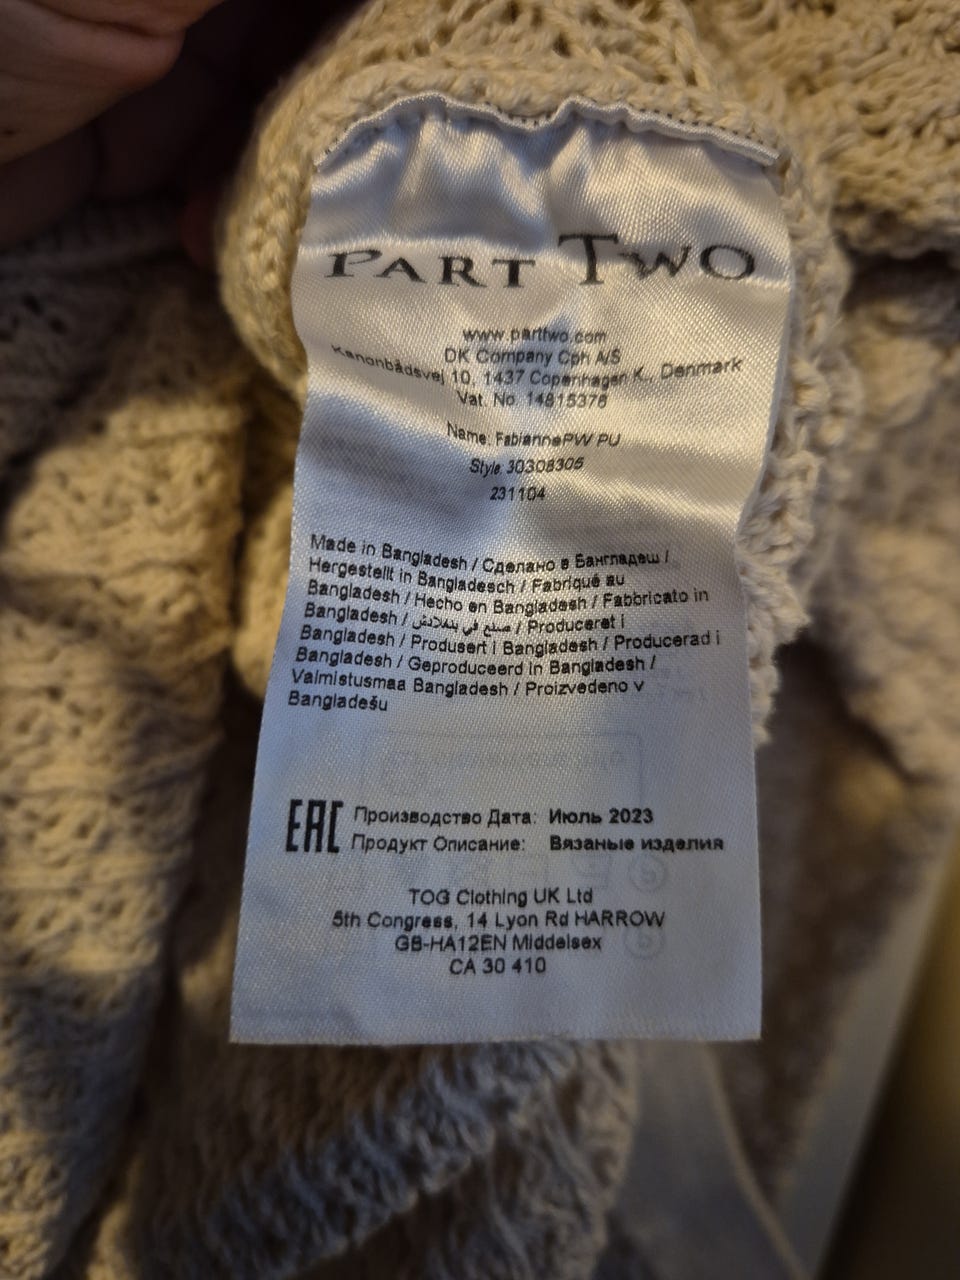 PART TWO
www.parttwo.com
DK Company Cph A/S
Kanonbådsvej 10, 1437 Copenhagen K., Denmark
Vat. No. 14815376
Name: FabiannePW PU
Style: 30308305
231104
Made in Bangladesh / Сделано в Бангладеш /
Hergestellt in Bangladesch / Fabriqué au
Bangladesh / Hecho en Bangladesh / Fabbricato in
Bangladesh / صنع في بنغلادش / Produceret i
Bangladesh / Produsert i Bangladesh / Producerad i
Bangladesh / Geproduceerd in Bangladesh /
Valmistusmaa Bangladesh / Proizvedeno v
Bangladešu
EAC Производство Дата: Июль 2023
Продукт Описание: Вязаные изделия
TOG Clothing UK Ltd
5th Congress, 14 Lyon Rd HARROW
GB-HA12EN Middelsex
CA 30 410